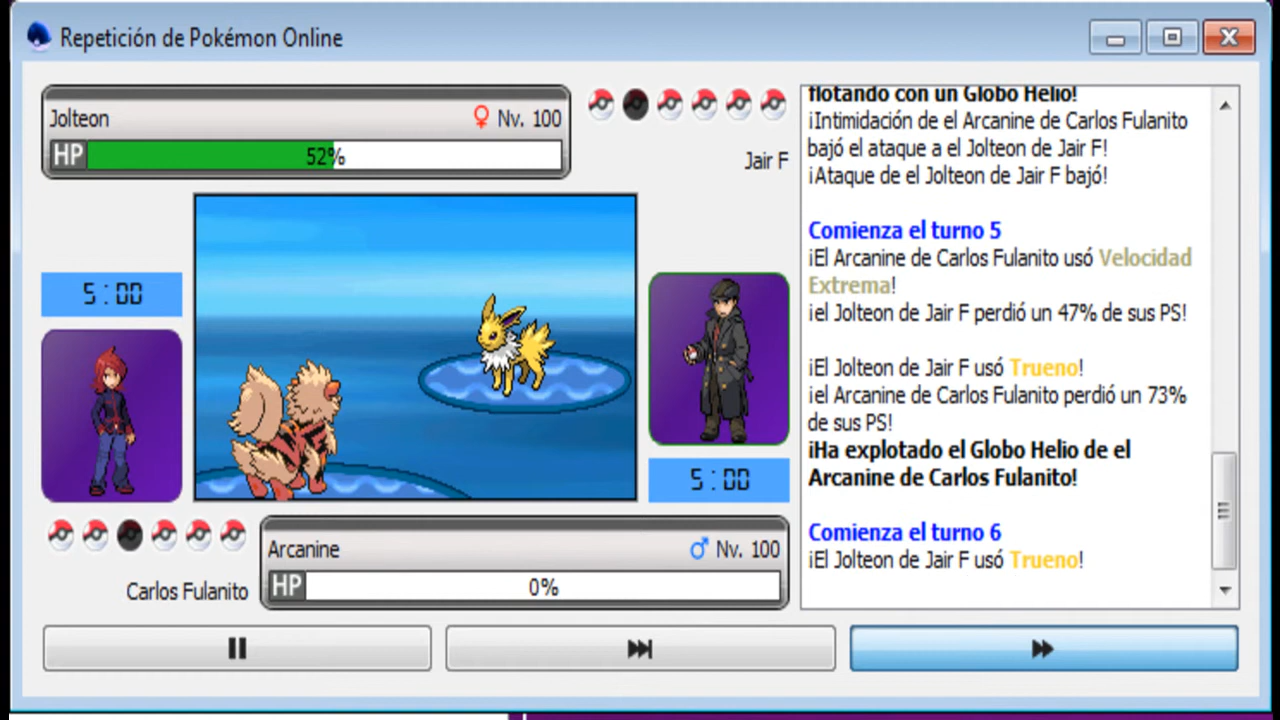 Repetición de Pokémon Online
Jolteon ♀ Nv. 100
HP 52%
Jair F
5:00
5:00
Carlos Fulanito
Arcanine ♂ Nv. 100
HP 0%
flotando con un Globo Helio!
¡Intimidación de el Arcanine de Carlos Fulanito
bajó el ataque a el Jolteon de Jair F!
¡Ataque de el Jolteon de Jair F bajó!
Comienza el turno 5
¡El Arcanine de Carlos Fulanito usó Velocidad
Extrema!
¡el Jolteon de Jair F perdió un 47% de sus PS!
¡El Jolteon de Jair F usó Trueno!
¡el Arcanine de Carlos Fulanito perdió un 73%
de sus PS!
¡Ha explotado el Globo Helio de el
Arcanine de Carlos Fulanito!
Comienza el turno 6
¡El Jolteon de Jair F usó Trueno!